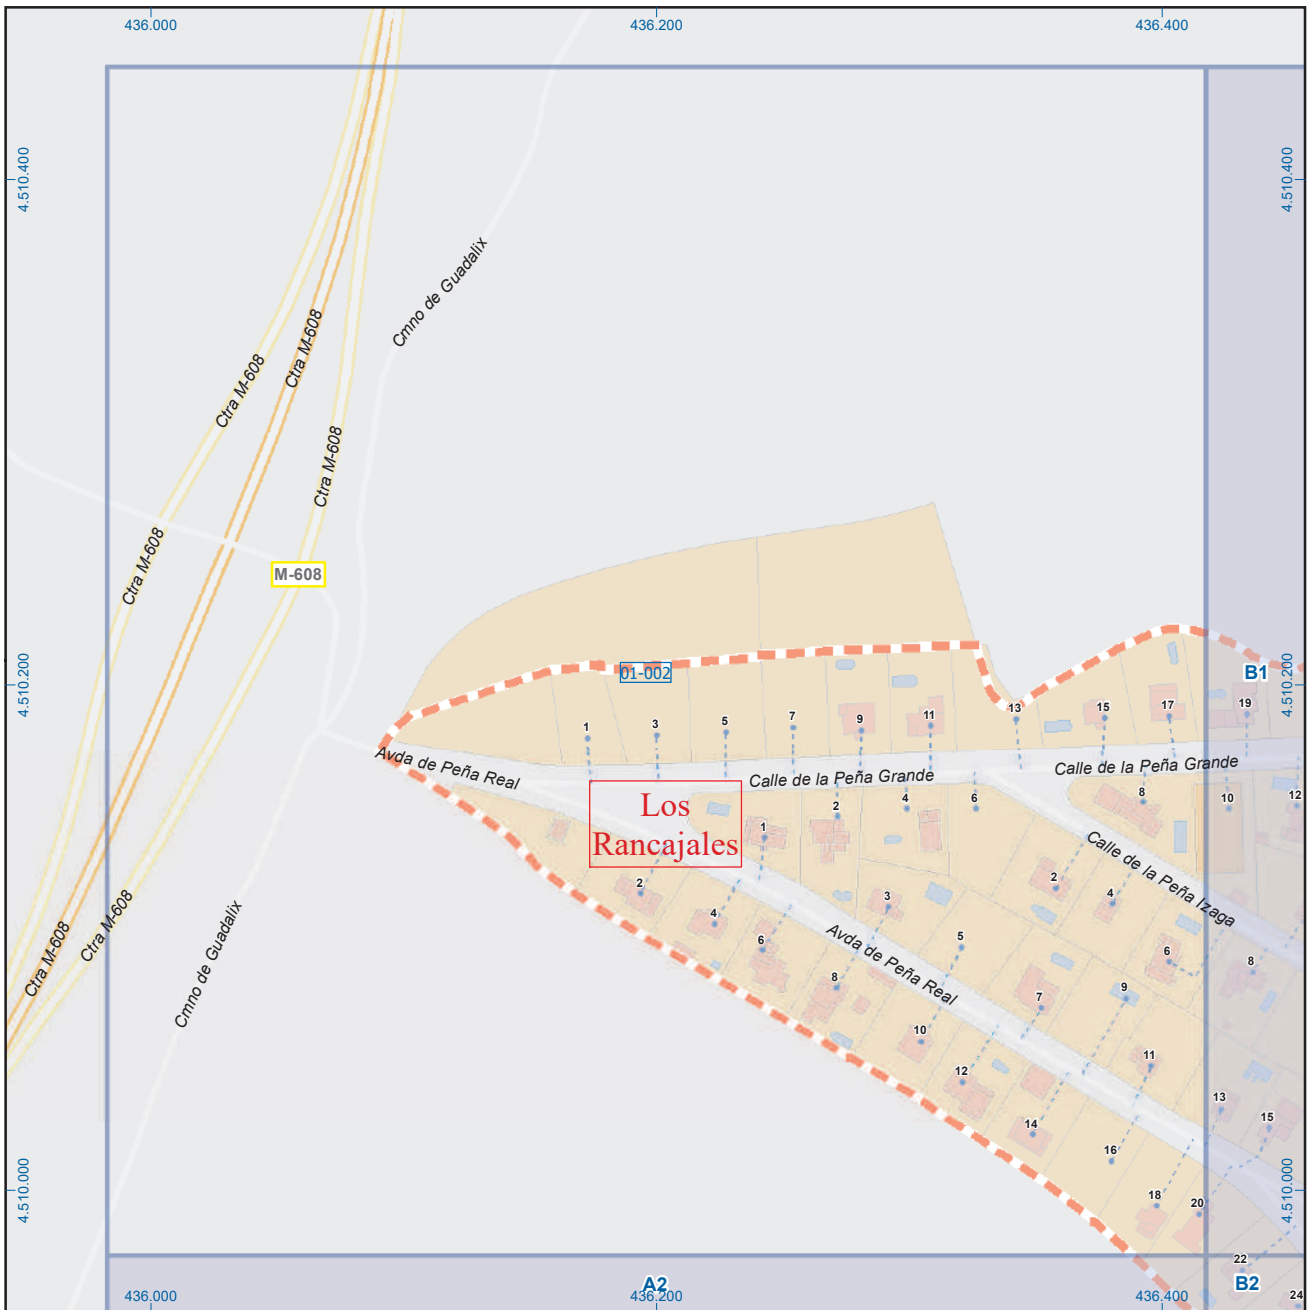 436.000
436.200
436.400
4.510.400
4.510.400
Cmno de Guadalix
Ctra M-608
Ctra M-608
Ctra M-608
Ctra M-608
M-608
4.510.200
01-002
B1
4.510.200
1
3
5
7
9
11
13
15
17
19
Avda de Peña Real
Calle de la Peña Grande
Calle de la Peña Grande
Los
Rancajales
1
2
4
6
8
10
12
Calle de la Peña Izaga
2
4
6
8
2
4
6
8
10
12
14
16
18
20
22
24
3
5
7
9
11
13
15
Avda de Peña Real
Ctra M-608
Ctra M-608
Cmno de Guadalix
4.510.000
4.510.000
A2
B2
436.000
436.200
436.400